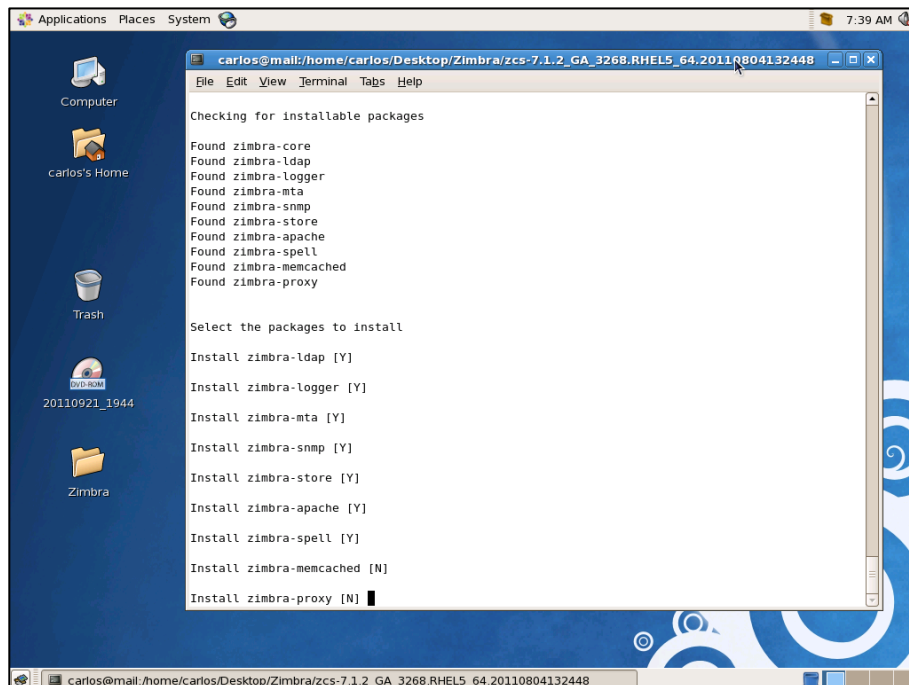 Applications Places System 7:39 AM
carlos@mail:/home/carlos/Desktop/Zimbra/zcs-7.1.2_GA_3268.RHEL5_64.20110804132448
File Edit View Terminal Tabs Help
Computer
carlos's Home
Trash
DVD-ROM
20110921_1944
Zimbra
Checking for installable packages
Found zimbra-core
Found zimbra-ldap
Found zimbra-logger
Found zimbra-mta
Found zimbra-snmp
Found zimbra-store
Found zimbra-apache
Found zimbra-spell
Found zimbra-memcached
Found zimbra-proxy
Select the packages to install
Install zimbra-ldap [Y]
Install zimbra-logger [Y]
Install zimbra-mta [Y]
Install zimbra-snmp [Y]
Install zimbra-store [Y]
Install zimbra-apache [Y]
Install zimbra-spell [Y]
Install zimbra-memcached [N]
Install zimbra-proxy [N]
carlos@mail:/home/carlos/Desktop/Zimbra/zcs-7.1.2_GA_3268.RHEL5_64.20110804132448